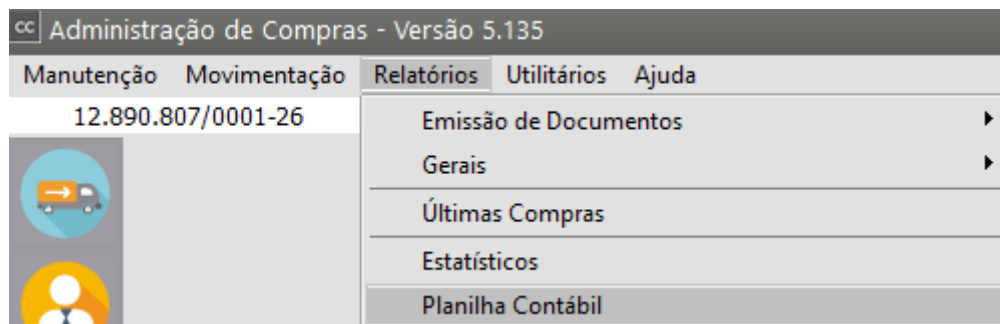 cc Administração de Compras - Versão 5.135
Manutenção Movimentação Relatórios Utilitários Ajuda
12.890.807/0001-26
Emissão de Documentos
Gerais
Últimas Compras
Estatísticos
Planilha Contábil